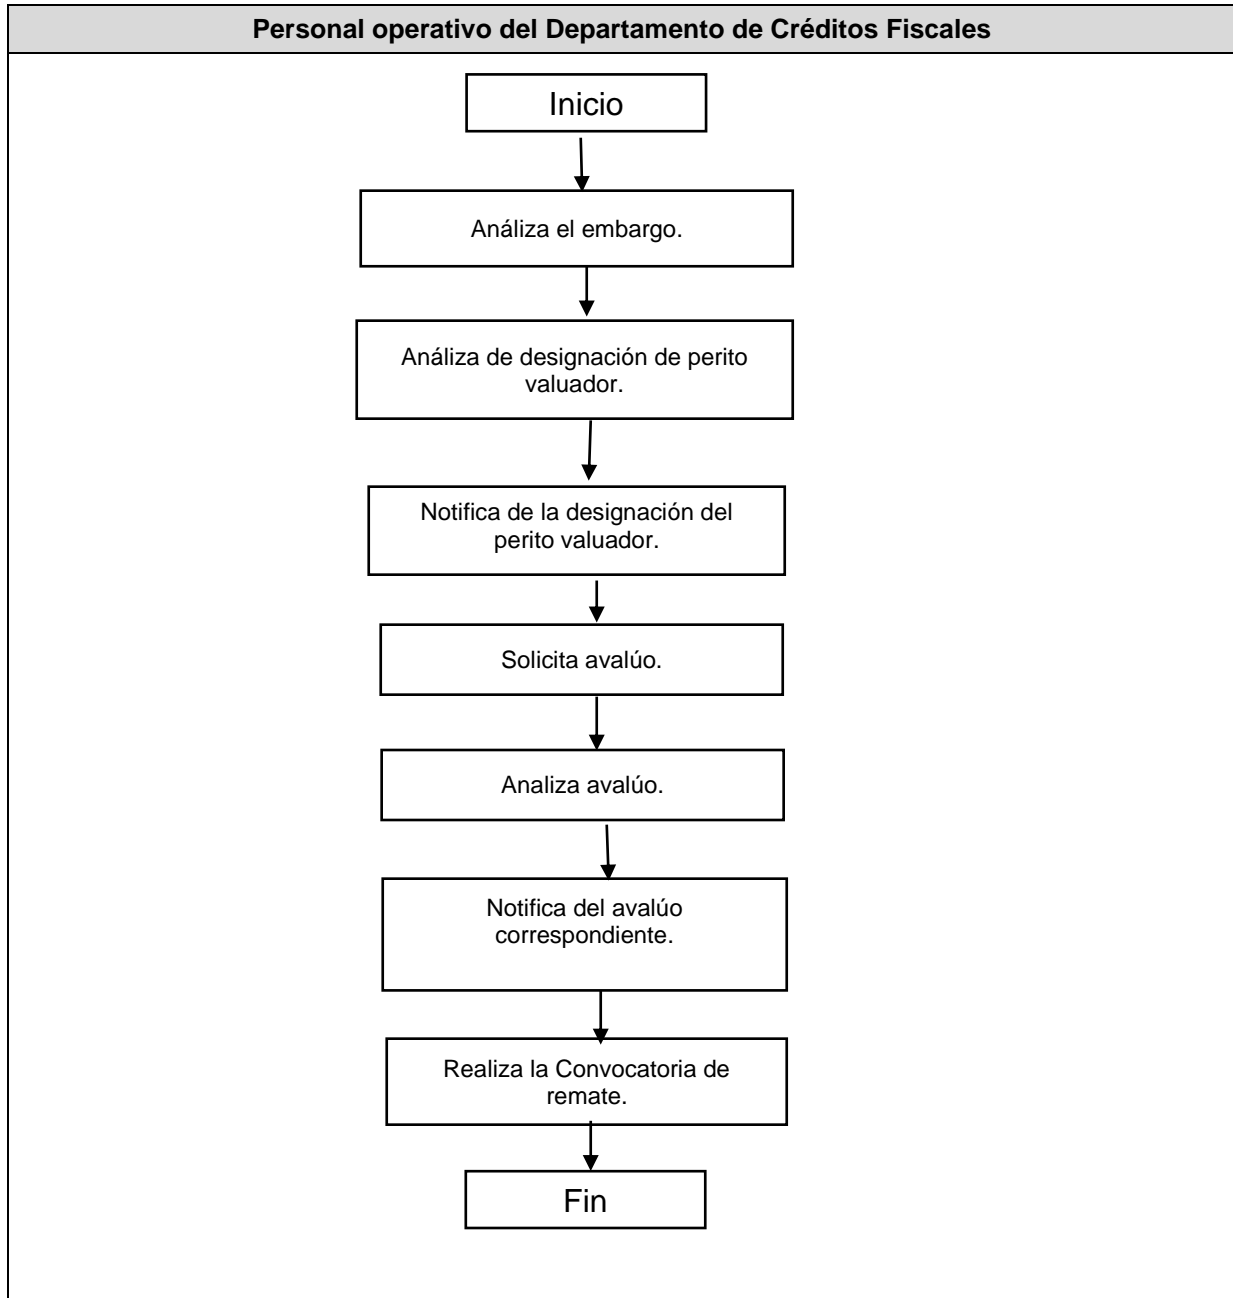 Personal operativo del Departamento de Créditos Fiscales
Inicio
Análiza el embargo.
Análiza de designación de perito
valuador.
Notifica de la designación del
perito valuador.
Solicita avalúo.
Analiza avalúo.
Notifica del avalúo
correspondiente.
Realiza la Convocatoria de
remate.
Fin